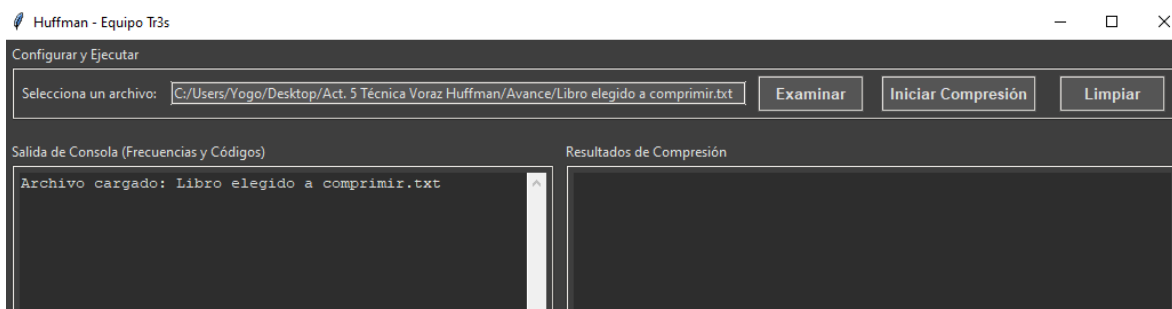 Huffman - Equipo Tr3s
Configurar y Ejecutar
Selecciona un archivo: C:/Users/Yogo/Desktop/Act. 5 Técnica Voraz Huffman/Avance/Libro elegido a comprimir.txt Examinar Iniciar Compresión Limpiar
Salida de Consola (Frecuencias y Códigos) Resultados de Compresión
Archivo cargado: Libro elegido a comprimir.txt